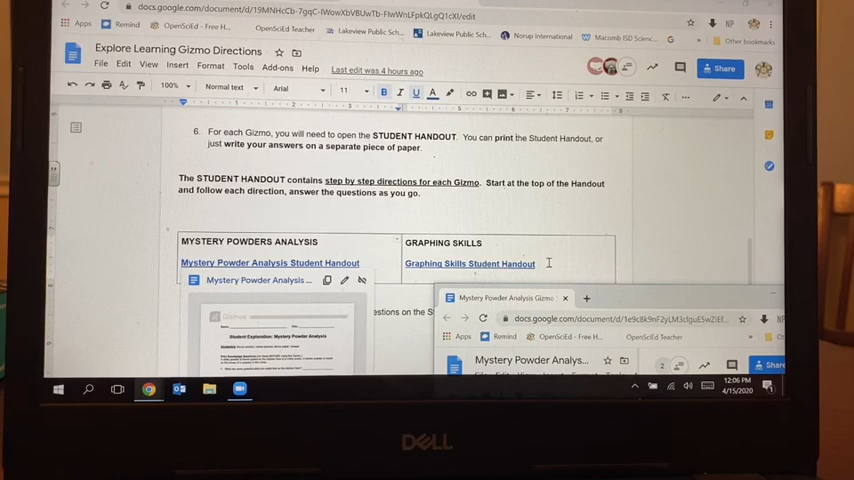 docs.google.com/document/d/19MNHcCb-7gqC-IWowXbVBUwTb-FIwWnLFpkQLgQ1cXI/edit
Apps Remind OpenSciEd - Free H... OpenSciEd Teacher Lakeview Public Sch... Lakeview Public Sch... Norup International Macomb ISD Scienc... Other bookmarks
Explore Learning Gizmo Directions
File Edit View Insert Format Tools Add-ons Help Last edit was 4 hours ago
Share
100% Normal text Arial 11 B I U A
6. For each Gizmo, you will need to open the STUDENT HANDOUT. You can print the Student Handout, or
just write your answers on a separate piece of paper.
The STUDENT HANDOUT contains step by step directions for each Gizmo. Start at the top of the Handout
and follow each direction, answer the questions as you go.
MYSTERY POWDERS ANALYSIS
Mystery Powder Analysis Student Handout
GRAPHING SKILLS
Graphing Skills Student Handout
Mystery Powder Analysis ...
Gizmos
Student Exploration: Mystery Powder Analysis
estions on the S
Mystery Powder Analysis Gizmo
Apps Remind OpenSciEd - Free H... OpenSciEd Teacher
Mystery Powder Analys...
2
Share
12:06 PM
4/15/2020
DELL